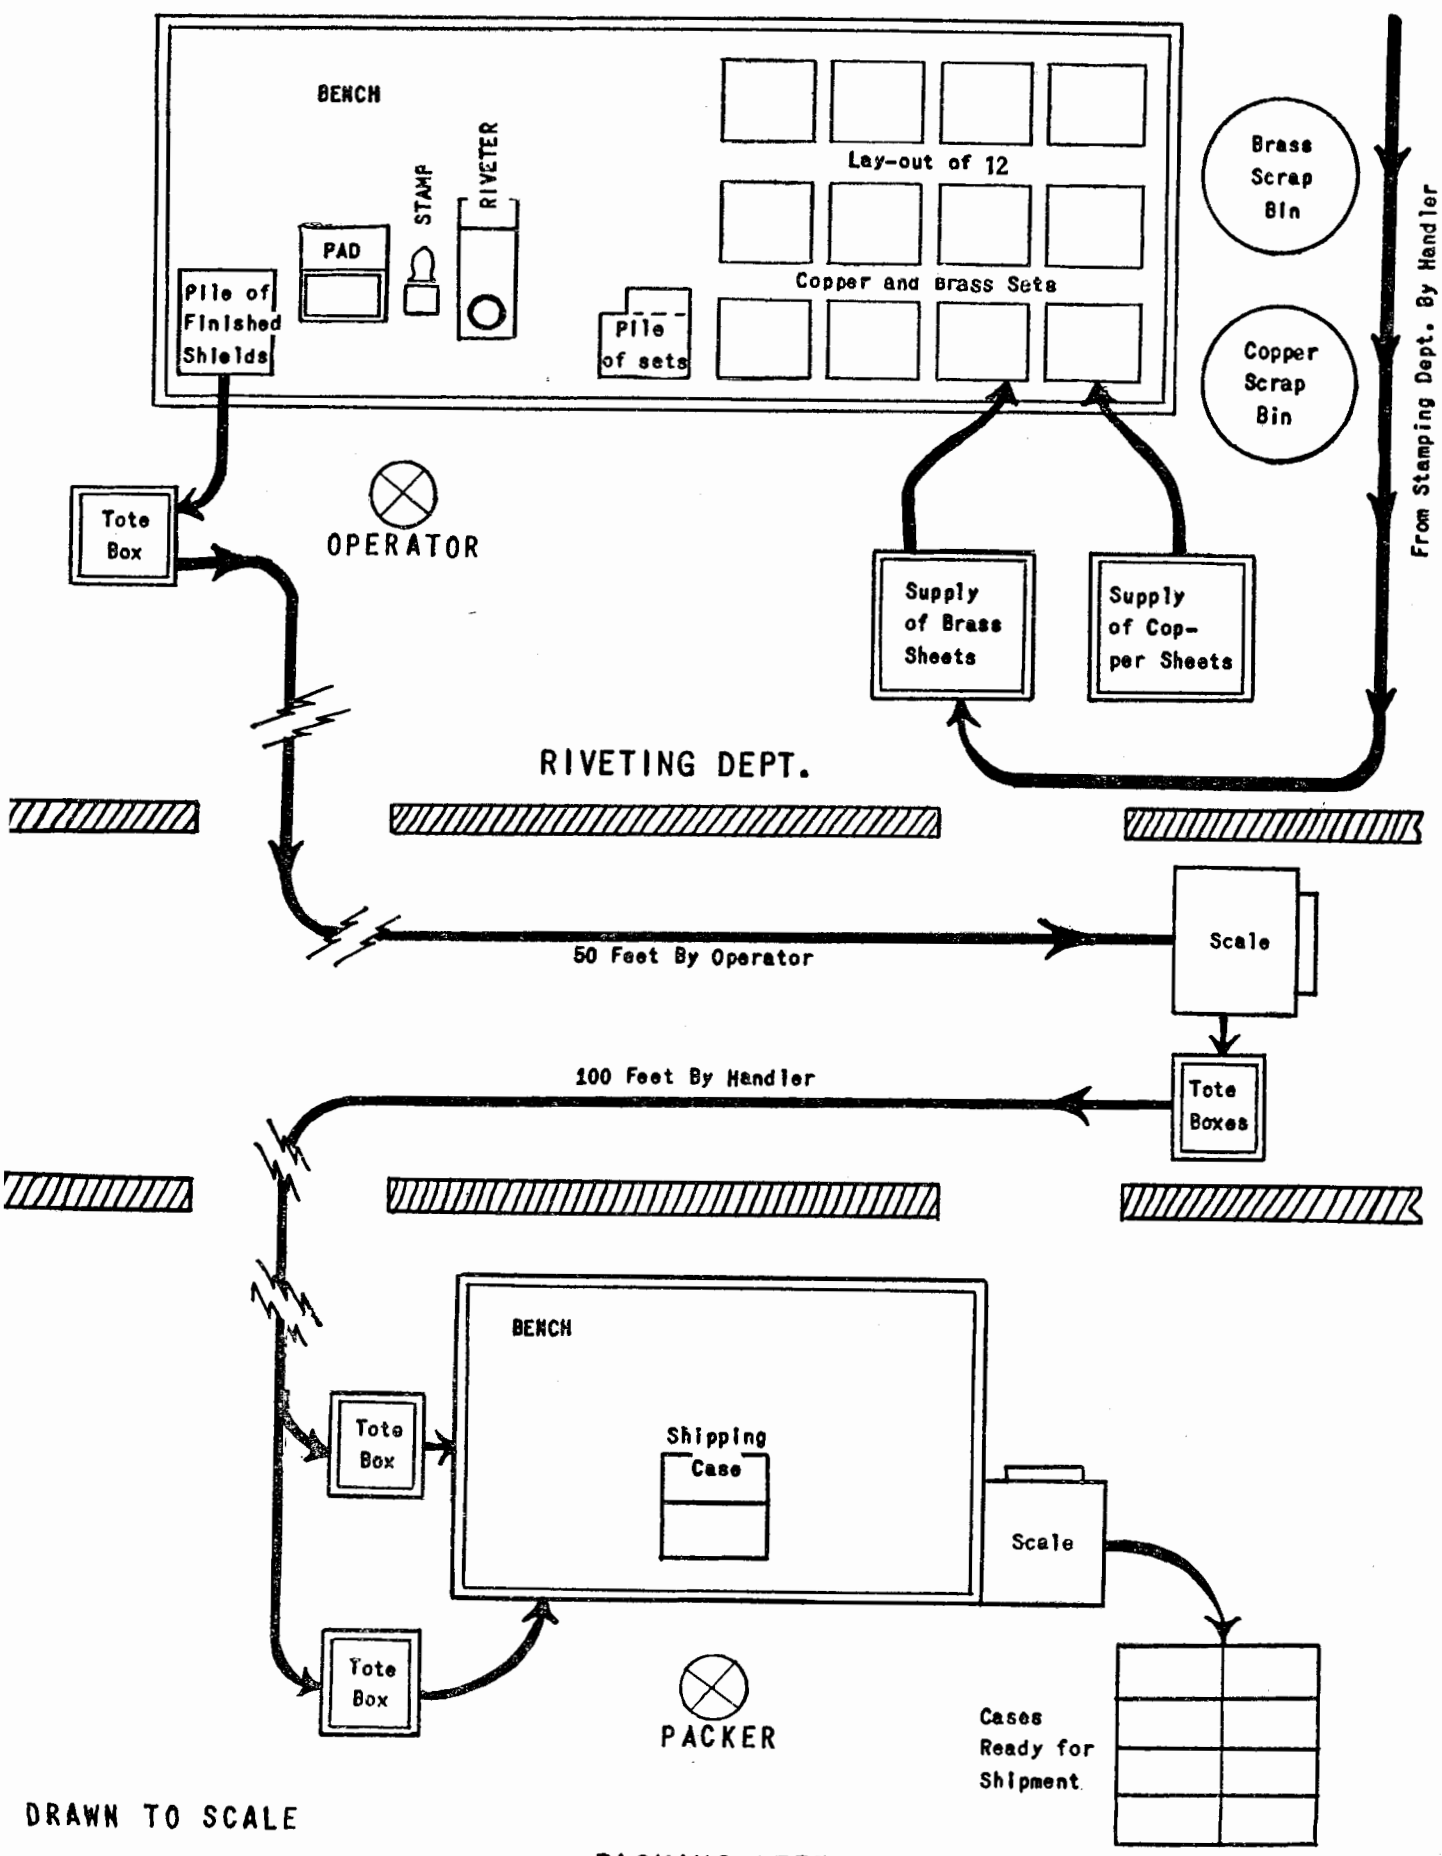 BENCH
Lay-out of 12
Copper and Brass Sets
PAD
STAMP
RIVETER
Pile of
Finished
Shields
Pile
of sets
Brass
Scrap
Bin
Copper
Scrap
Bin
From Stamping Dept. By Handler
Tote
Box
OPERATOR
Supply
of Brass
Sheets
Supply
of Cop-
per Sheets
RIVETING DEPT.
Scale
50 Feet By Operator
100 Feet By Handler
Tote
Boxes
BENCH
Shipping
Case
Tote
Box
Scale
Tote
Box
PACKER
Cases
Ready for
Shipment
DRAWN TO SCALE